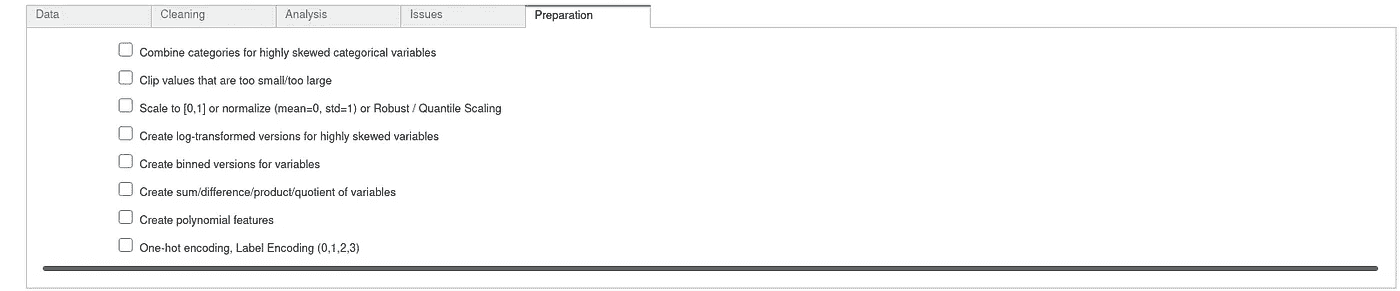 Data Cleaning Analysis Issues Preparation
Combine categories for highly skewed categorical variables
Clip values that are too small/too large
Scale to [0,1] or normalize (mean=0, std=1) or Robust / Quantile Scaling
Create log-transformed versions for highly skewed variables
Create binned versions for variables
Create sum/difference/product/quotient of variables
Create polynomial features
One-hot encoding, Label Encoding (0,1,2,3)